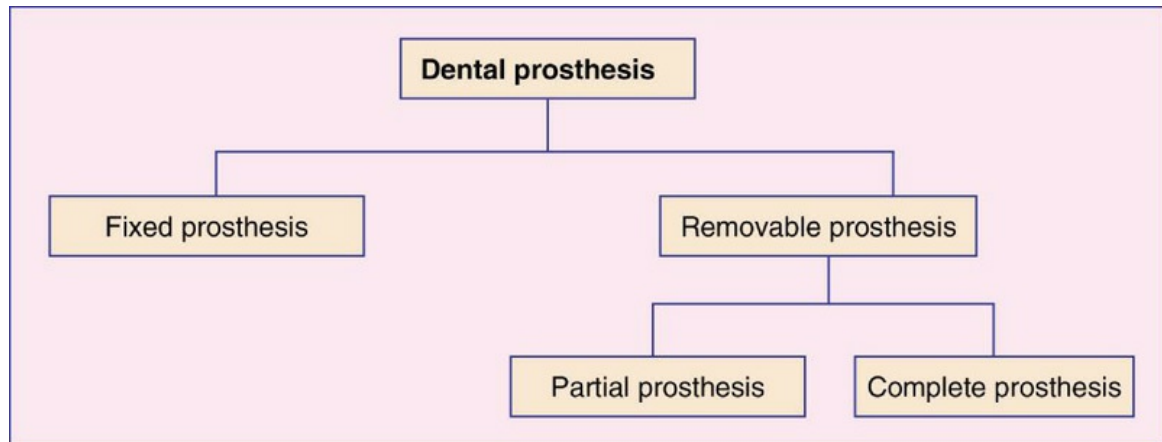 Dental prosthesis
Fixed prosthesis
Removable prosthesis
Partial prosthesis
Complete prosthesis